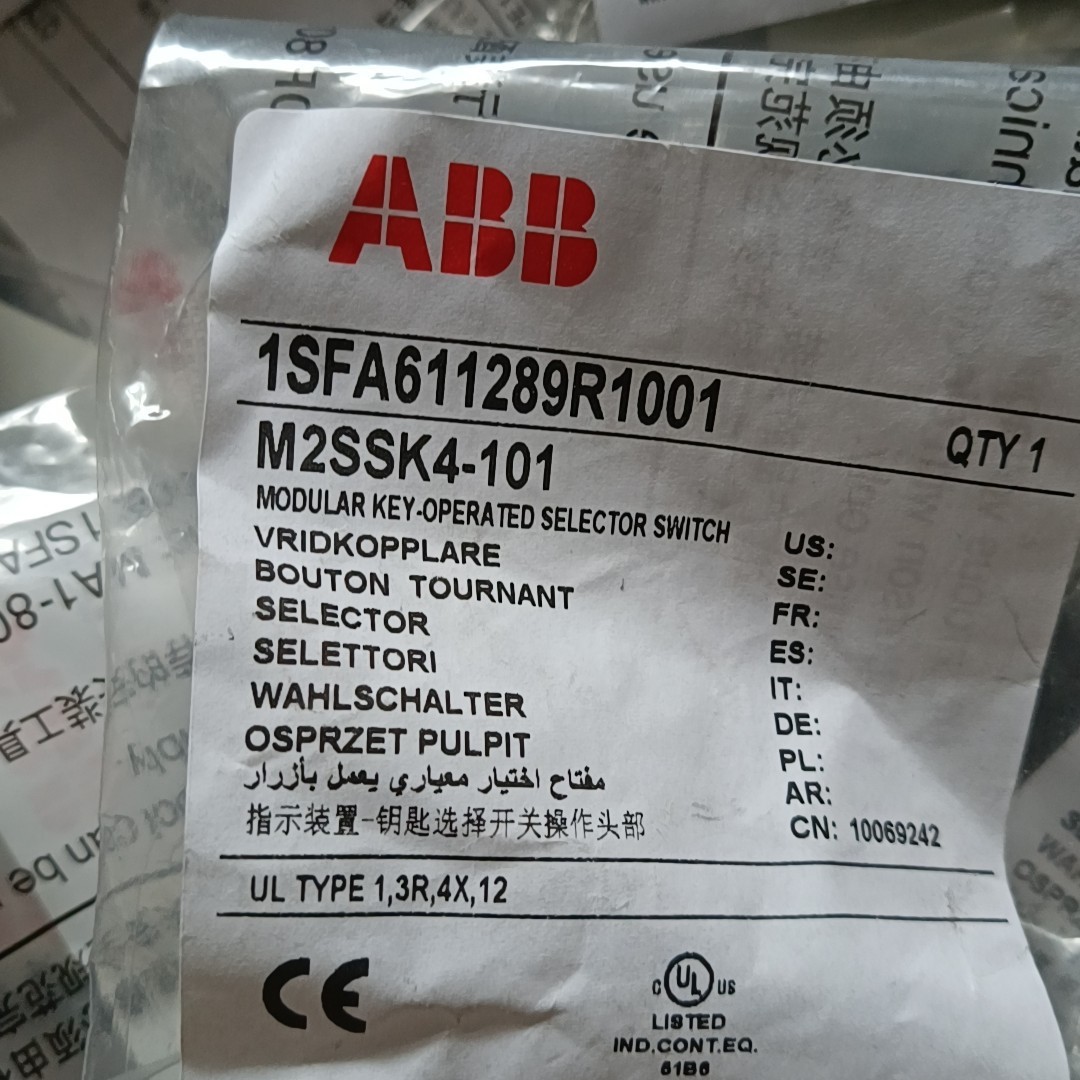 ABB
1SFA611289R1001
QTY 1
M2SSK4-101
MODULAR KEY-OPERATED SELECTOR SWITCH US:
VRIDKOPPLARE SE:
BOUTON TOURNANT FR:
SELECTOR ES:
SELETTORI IT:
WAHLSCHALTER DE:
OSPRZET PULPIT PL:
مفتاح اختيار معياري يعمل بأزرار AR:
指示装置-钥匙选择开关操作头部 CN: 10069242
UL TYPE 1,3R,4X,12
CE
C UL US
LISTED
IND.CONT.EQ.
61B6
1SFA